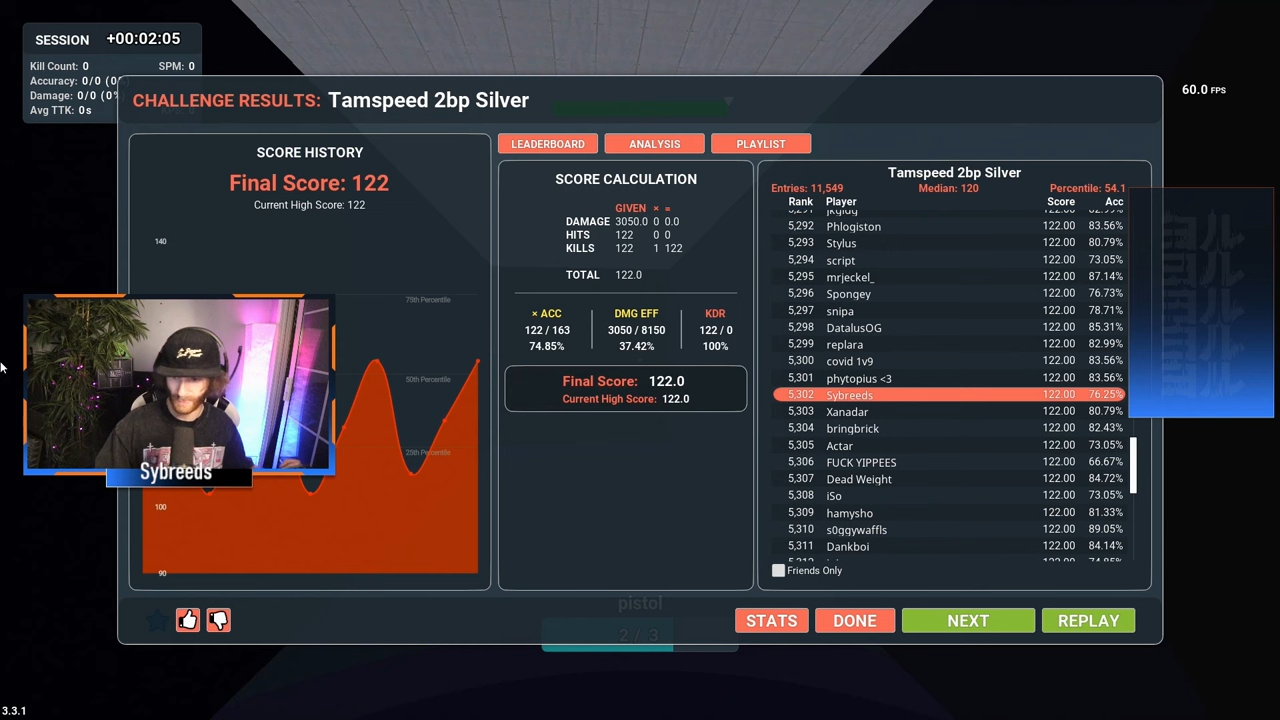 SESSION +00:02:05
Kill Count: 0 SPM: 0
Accuracy: 0/0 (0
Damage: 0/0 (0%
Avg TTK: 0s
60.0 FPS
CHALLENGE RESULTS: Tamspeed 2bp Silver
SCORE HISTORY
Final Score: 122
Current High Score: 122
140
75th Percentile
50th Percentile
25th Percentile
100
90
Sybreeds
LEADERBOARD ANALYSIS PLAYLIST
SCORE CALCULATION
GIVEN × =
DAMAGE 3050.0 0 0.0
HITS 122 0 0
KILLS 122 1 122
TOTAL 122.0
× ACC DMG EFF KDR
122 / 163 3050 / 8150 122 / 0
74.85% 37.42% 100%
Final Score: 122.0
Current High Score: 122.0
Tamspeed 2bp Silver
Entries: 11,549 Median: 120 Percentile: 54.1
Rank Player Score Acc
5,292 Phlogiston 122.00 83.56%
5,293 Stylus 122.00 80.79%
5,294 script 122.00 73.05%
5,295 mrjeckel_ 122.00 87.14%
5,296 Spongey 122.00 76.73%
5,297 snipa 122.00 78.71%
5,298 DatalusOG 122.00 85.31%
5,299 replara 122.00 82.99%
5,300 covid 1v9 122.00 83.56%
5,301 phytopius <3 122.00 83.56%
5,302 Sybreeds 122.00 76.25%
5,303 Xanadar 122.00 80.79%
5,304 bringbrick 122.00 82.43%
5,305 Actar 122.00 73.05%
5,306 FUCK YIPPEES 122.00 66.67%
5,307 Dead Weight 122.00 84.72%
5,308 iSo 122.00 73.05%
5,309 hamysho 122.00 81.33%
5,310 s0ggywaffls 122.00 89.05%
5,311 Dankboi 122.00 84.14%
Friends Only
pistol
2 / 3
STATS DONE NEXT REPLAY
3.3.1